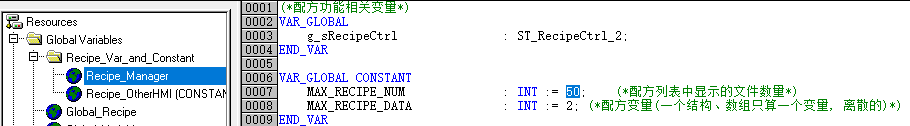 Resources
Global Variables
Recipe_Var_and_Constant
Recipe_Manager
Recipe_OtherHMI (CONSTAN
Global_Recipe
0001 (*配方功能相关变量*)
0002 VAR_GLOBAL
0003 g_sRecipeCtrl : ST_RecipeCtrl_2;
0004 END_VAR
0005
0006 VAR_GLOBAL CONSTANT
0007 MAX_RECIPE_NUM : INT := 50; (*配方列表中显示的文件数量*)
0008 MAX_RECIPE_DATA : INT := 2; (*配方变量(一个结构、数组只算一个变量, 离散的)*)
0009 END_VAR